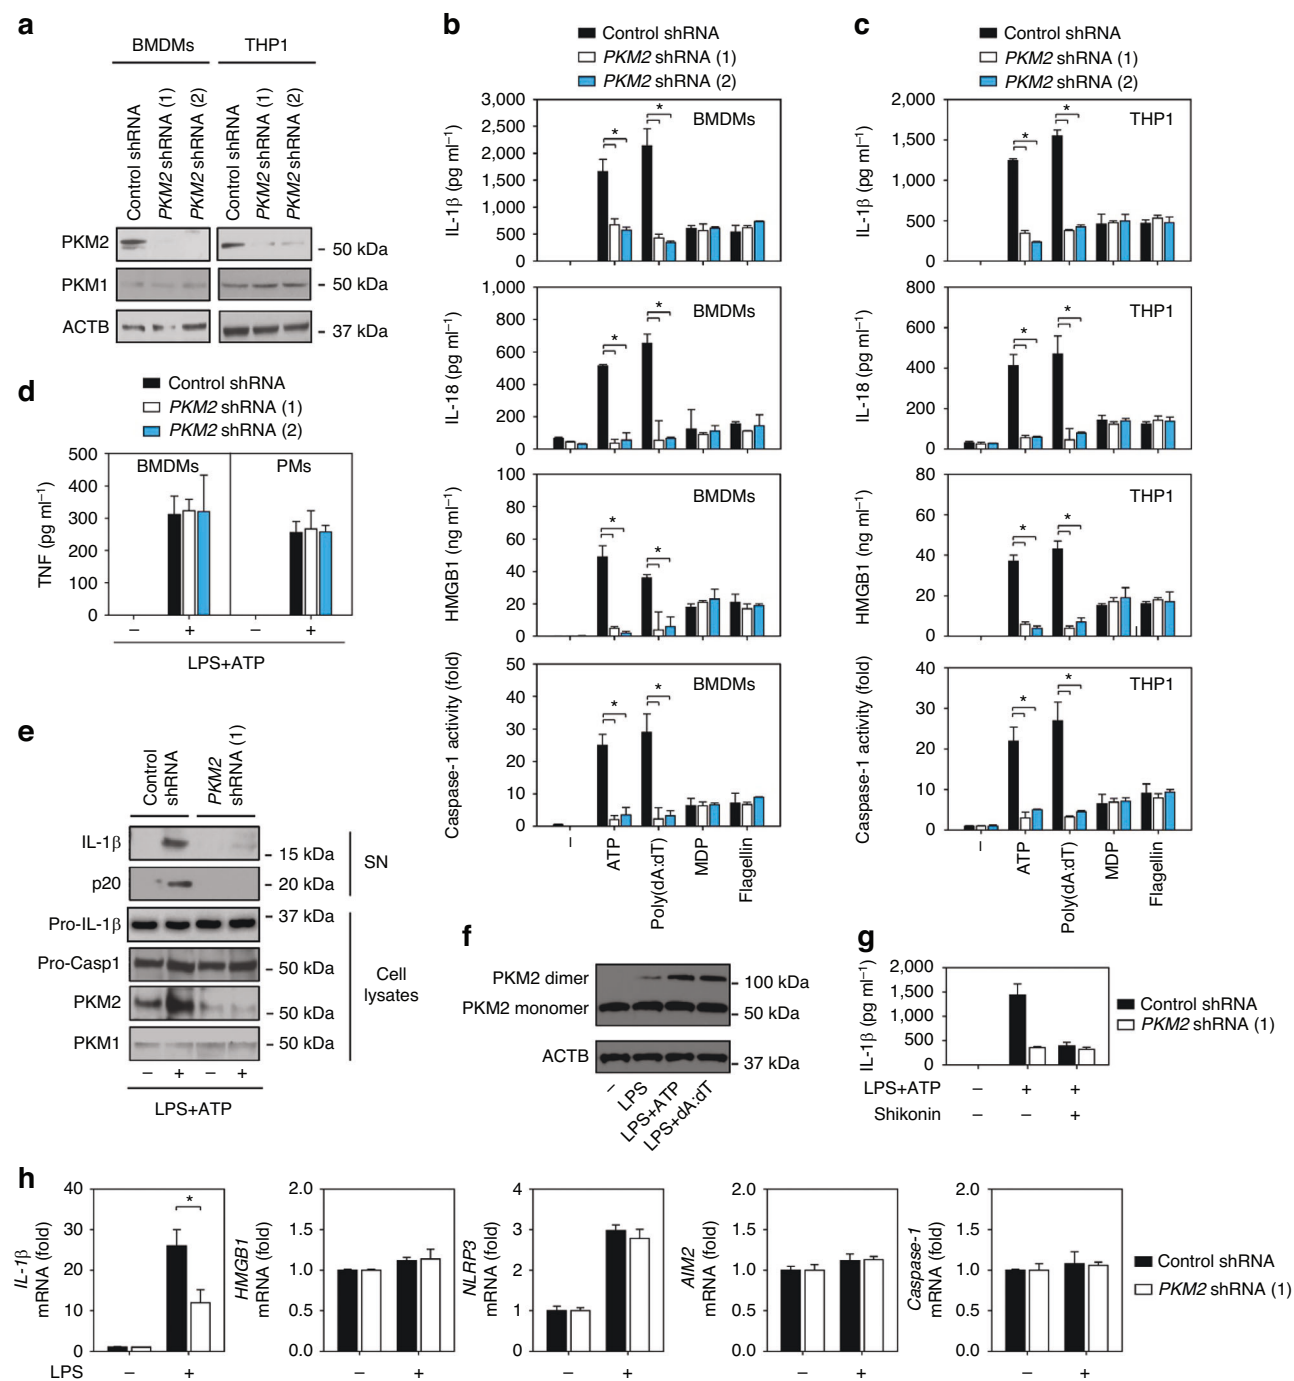 a
BMDMs THP1
Control shRNA
PKM2 shRNA (1)
PKM2 shRNA (2)
Control shRNA
PKM2 shRNA (1)
PKM2 shRNA (2)
PKM2 - 50 kDa
PKM1 - 50 kDa
ACTB - 37 kDa
b
Control shRNA
PKM2 shRNA (1)
PKM2 shRNA (2)
IL-1β (pg ml⁻¹)
3,000
2,500
2,000
1,500
1,000
500
0
BMDMs
* *
IL-18 (pg ml⁻¹)
1,000
800
600
400
200
0
BMDMs
* *
HMGB1 (ng ml⁻¹)
100
80
60
40
20
0
BMDMs
* *
Caspase-1 activity (fold)
50
40
30
20
10
0
BMDMs
* *
–
ATP
Poly(dA:dT)
MDP
Flagellin
c
Control shRNA
PKM2 shRNA (1)
PKM2 shRNA (2)
IL-1β (pg ml⁻¹)
2,000
1,500
1,000
500
0
THP1
* *
IL-18 (pg ml⁻¹)
800
600
400
200
0
THP1
* *
HMGB1 (ng ml⁻¹)
80
60
40
20
0
THP1
* *
Caspase-1 activity (fold)
40
30
20
10
0
THP1
* *
–
ATP
Poly(dA:dT)
MDP
Flagellin
d
Control shRNA
PKM2 shRNA (1)
PKM2 shRNA (2)
TNF (pg ml⁻¹)
500
400
300
200
100
0
BMDMs PMs
– + – +
LPS+ATP
e
Control shRNA
PKM2 shRNA (1)
IL-1β - 15 kDa
p20 - 20 kDa
SN
Pro-IL-1β - 37 kDa
Pro-Casp1 - 50 kDa
PKM2
PKM1 - 50 kDa
Cell lysates
– + – +
LPS+ATP
f
PKM2 dimer - 100 kDa
PKM2 monomer - 50 kDa
ACTB - 37 kDa
–
LPS
LPS+ATP
LPS+dA:dT
g
IL-1β (pg ml⁻¹)
2,000
1,500
1,000
500
0
Control shRNA
PKM2 shRNA (1)
LPS+ATP – + +
Shikonin – – +
h
IL-1β mRNA (fold)
40
30
20
10
0
*
LPS – +
HMGB1 mRNA (fold)
2.0
1.5
1.0
0.5
0.0
– +
NLRP3 mRNA (fold)
4
3
2
1
0
– +
AIM2 mRNA (fold)
2.0
1.5
1.0
0.5
0.0
– +
Caspase-1 mRNA (fold)
2.0
1.5
1.0
0.5
0.0
– +
Control shRNA
PKM2 shRNA (1)